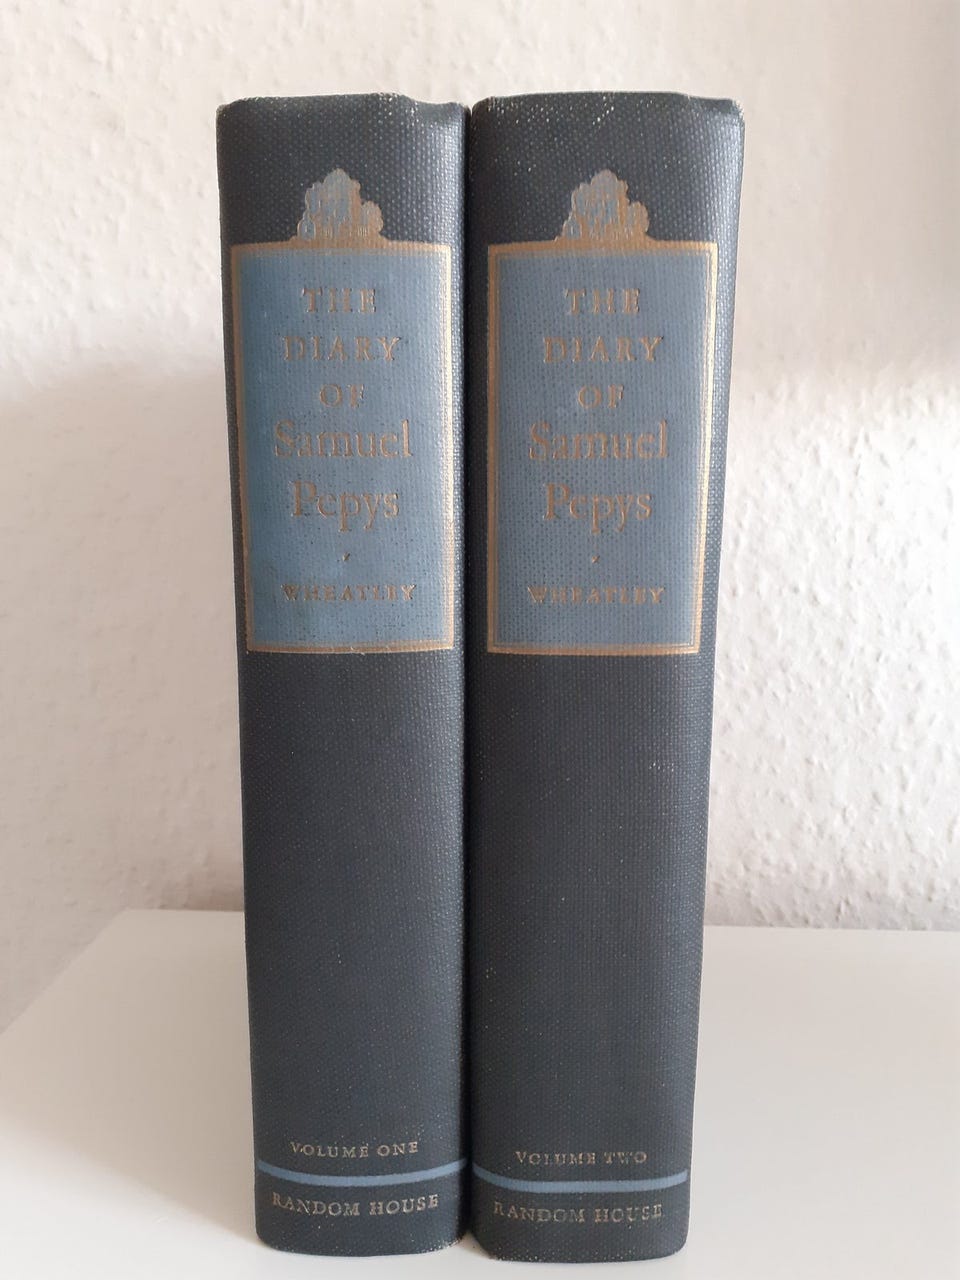 THE
DIARY
OF
Samuel
Pepys
WHEATLEY
VOLUME ONE
RANDOM HOUSE
THE
DIARY
OF
Samuel
Pepys
WHEATLEY
VOLUME TWO
RANDOM HOUSE